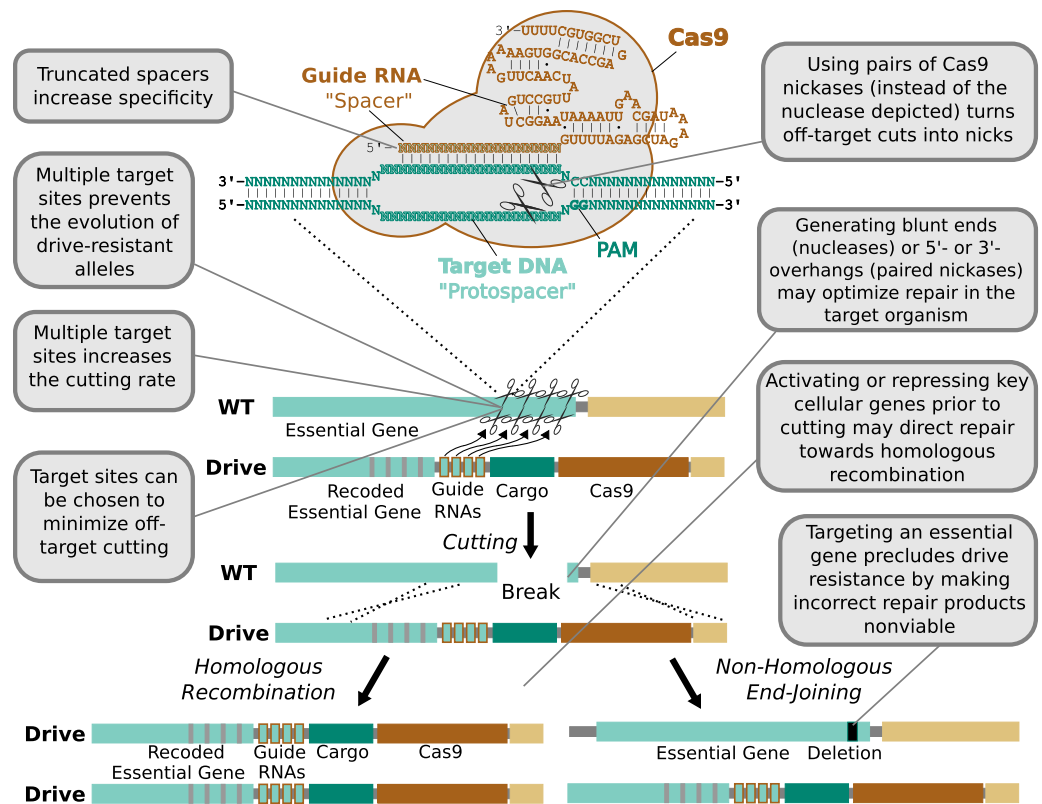 Truncated spacers
increase specificity
Multiple target
sites prevents
the evolution of
drive-resistant
alleles
Multiple target
sites increases
the cutting rate
Target sites can
be chosen to
minimize off-
target cutting
Cas9
Guide RNA
"Spacer"
3'-UUUUCGUGGCU
5'-
3'-
-5'
5'-
-3'
PAM
Target DNA
"Protospacer"
Using pairs of Cas9
nickases (instead of the
nuclease depicted) turns
off-target cuts into nicks
Generating blunt ends
(nucleases) or 5'- or 3'-
overhangs (paired nickases)
may optimize repair in the
target organism
Activating or repressing key
cellular genes prior to
cutting may direct repair
towards homologous
recombination
Targeting an essential
gene precludes drive
resistance by making
incorrect repair products
nonviable
WT
Essential Gene
Drive
Recoded
Essential Gene
Guide
RNAs
Cargo
Cas9
Cutting
WT
Break
Drive
Homologous
Recombination
Non-Homologous
End-Joining
Drive
Recoded
Essential Gene
Guide
RNAs
Cargo
Cas9
Essential Gene
Deletion
Drive